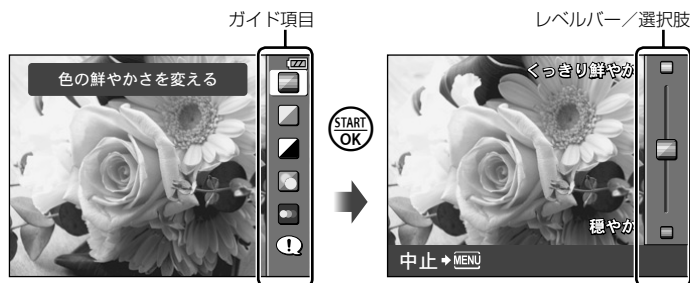 ガイド項目
レベルバー／選択肢
色の鮮やかさを変える
START
OK
くっきり鮮やか
穏やか
中止 MENU